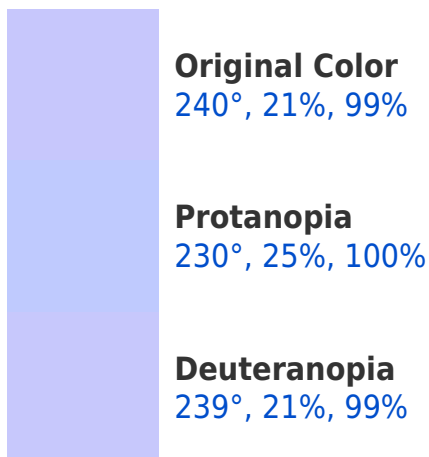 Original Color
240°, 21%, 99%
Protanopia
230°, 25%, 100%
Deuteranopia
239°, 21%, 99%